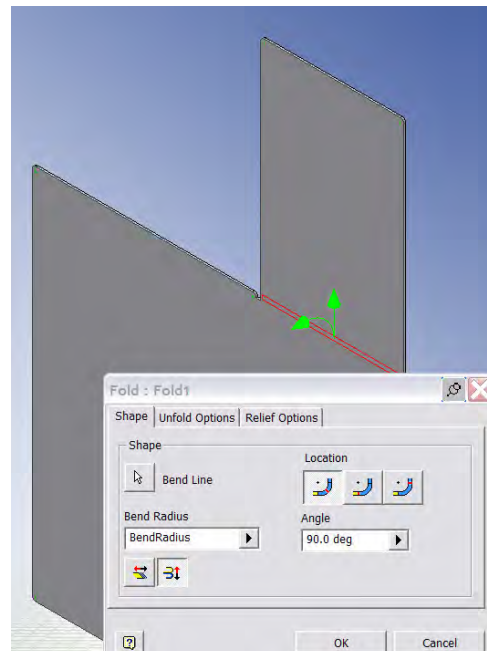 Fold : Fold1
Shape Unfold Options Relief Options
Shape
Location
Bend Line
Bend Radius
Angle
BendRadius
90.0 deg
OK
Cancel